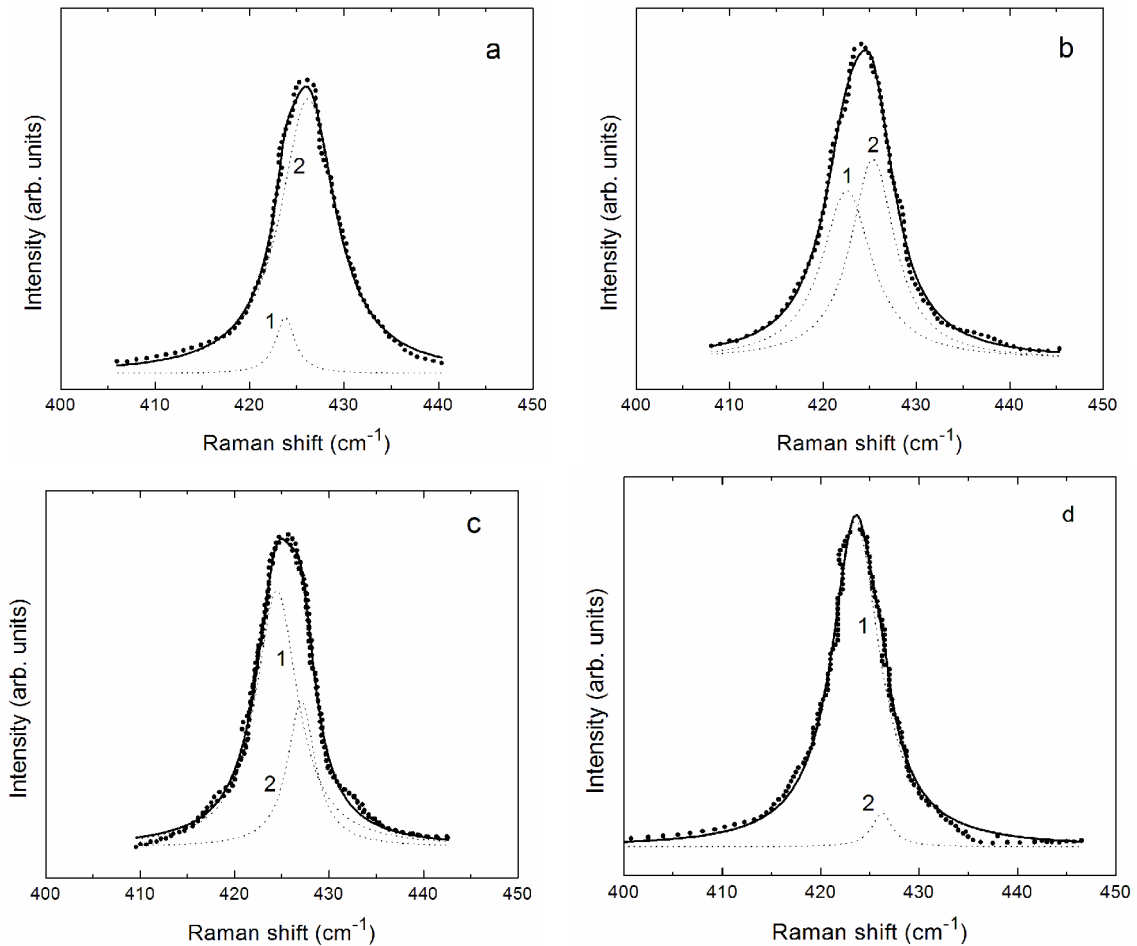 a
Intensity (arb. units)
2
1
400 410 420 430 440 450
Raman shift (cm⁻¹)
b
Intensity (arb. units)
1
2
400 410 420 430 440 450
Raman shift (cm⁻¹)
c
Intensity (arb. units)
1
2
400 410 420 430 440 450
Raman shift (cm⁻¹)
d
Intensity (arb. units)
1
2
400 410 420 430 440 450
Raman shift (cm⁻¹)